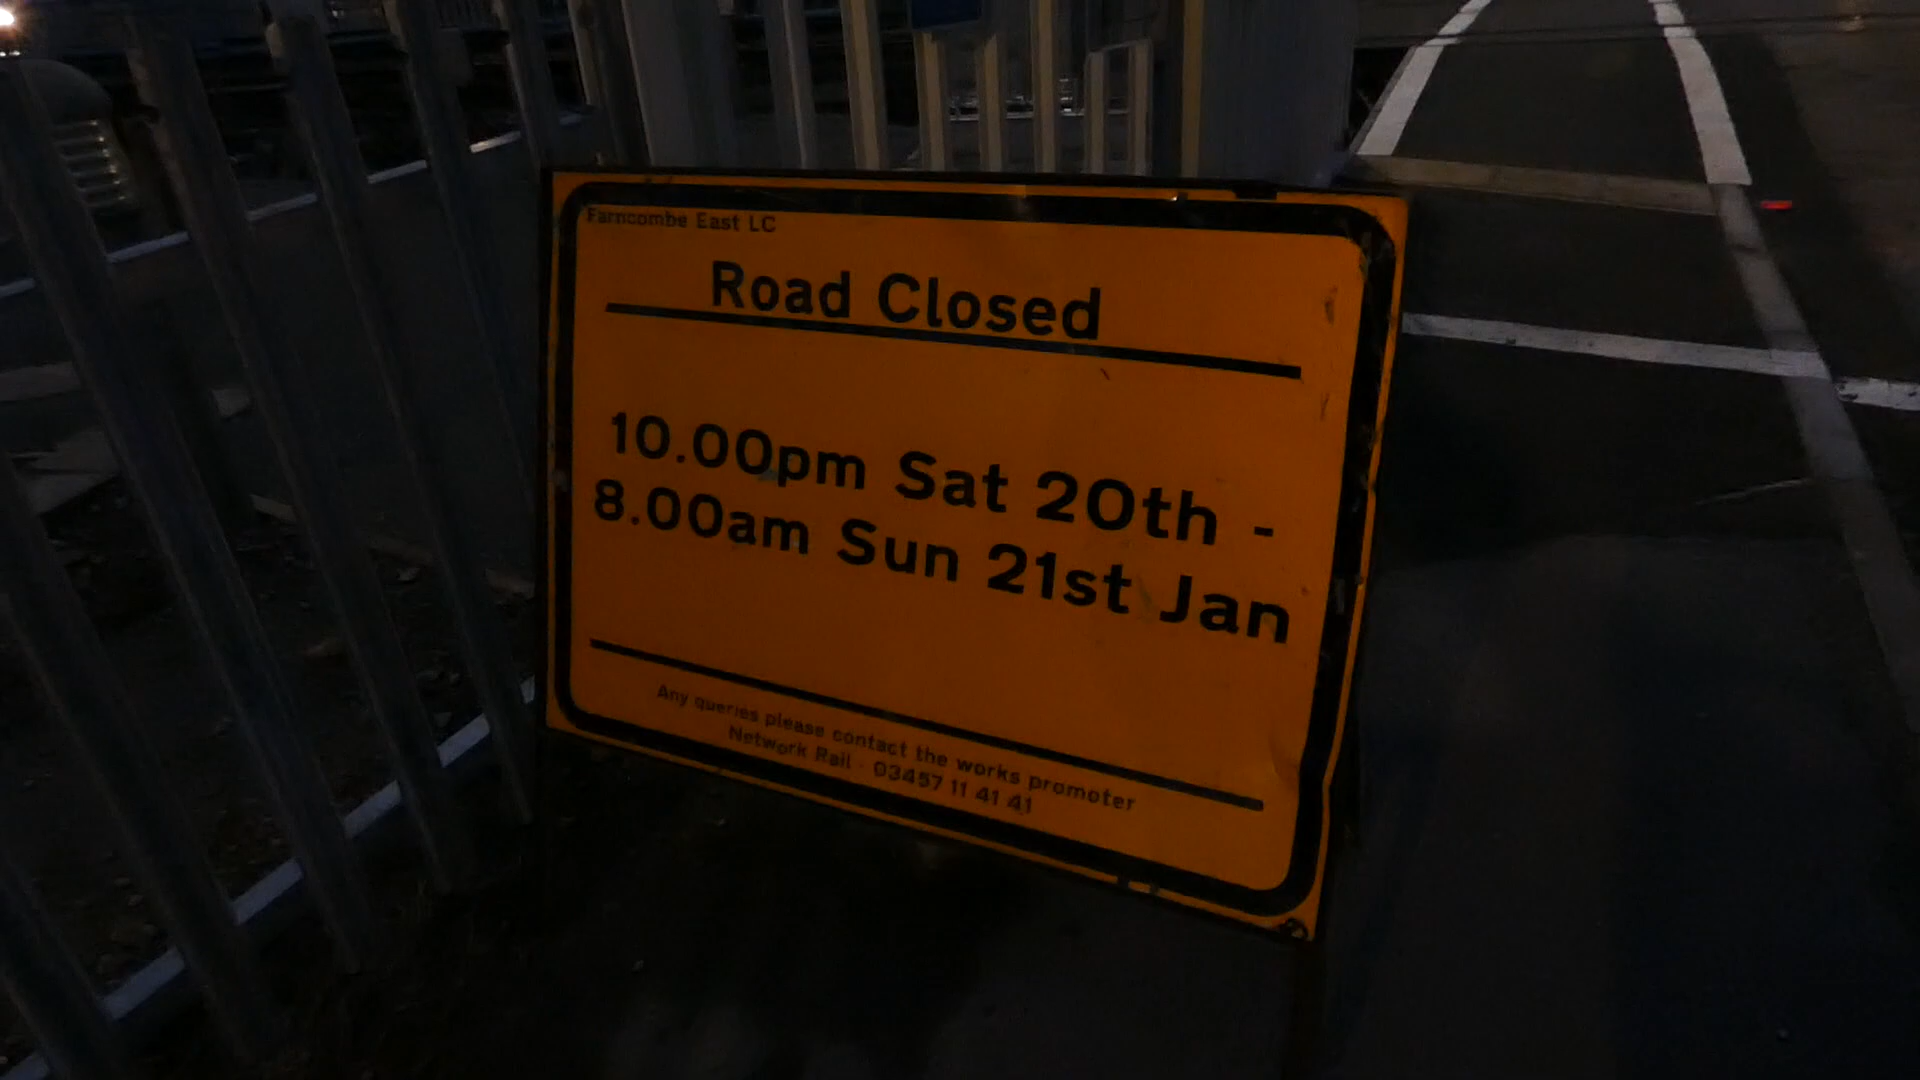 Farncombe East LC
Road Closed
10.00pm Sat 20th -
8.00am Sun 21st Jan
Any queries please contact the works promoter
Network Rail - 03457 11 41 41